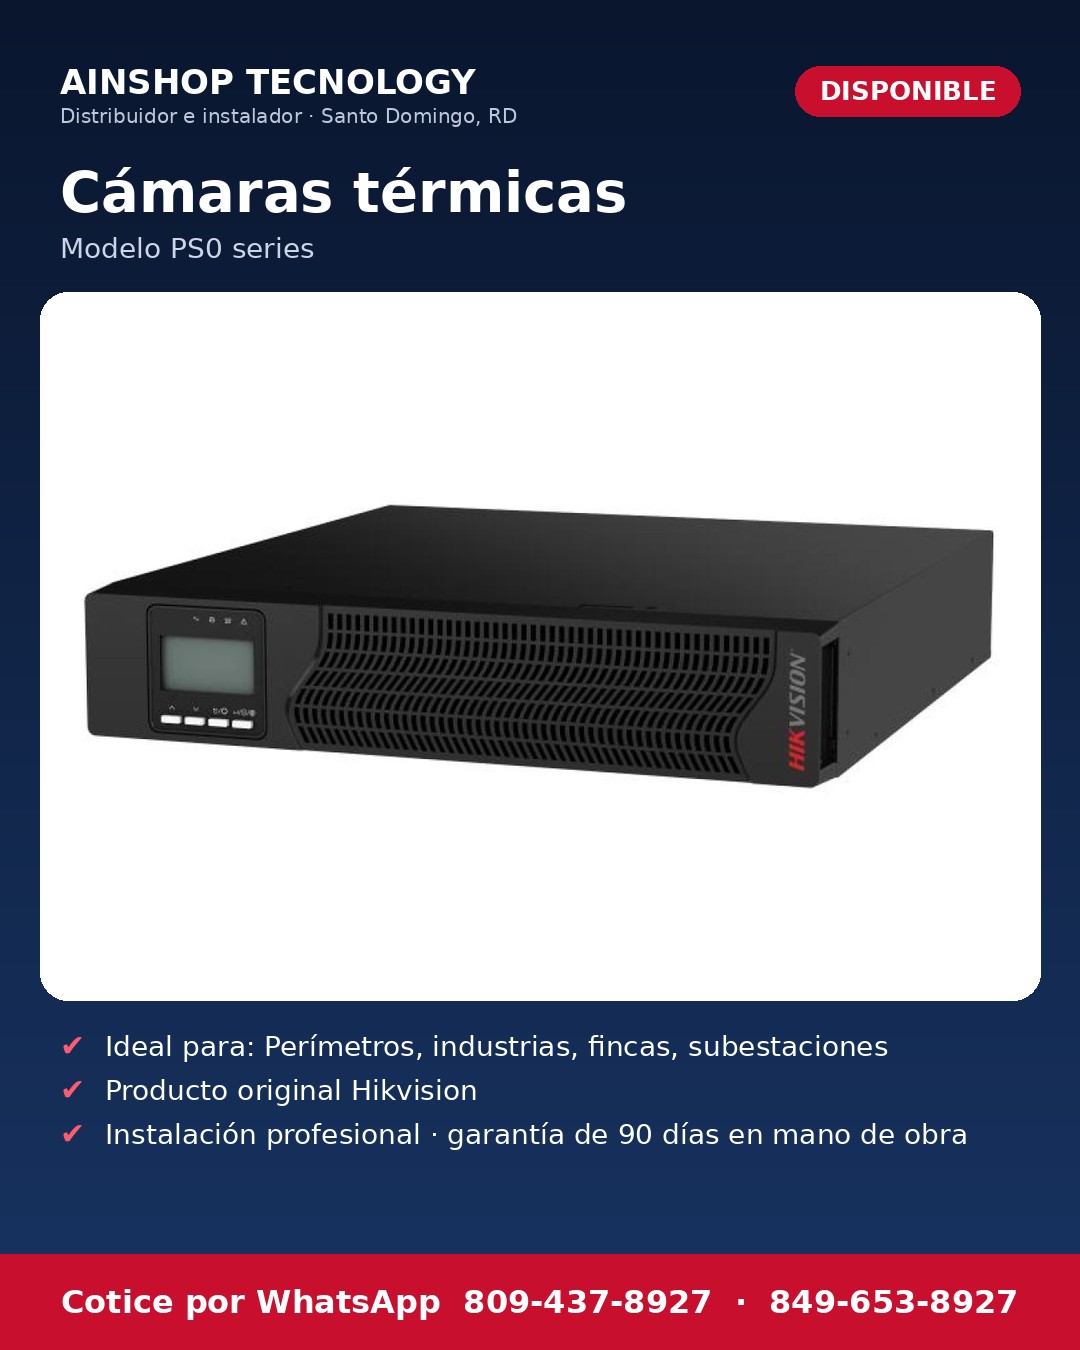 AINSHOP TECNOLOGY
DISPONIBLE
Distribuidor e instalador · Santo Domingo, RD
Cámaras térmicas
Modelo PS0 series
HIKVISION
✔ Ideal para: Perímetros, industrias, fincas, subestaciones
✔ Producto original Hikvision
✔ Instalación profesional · garantía de 90 días en mano de obra
Cotice por WhatsApp 809-437-8927 · 849-653-8927